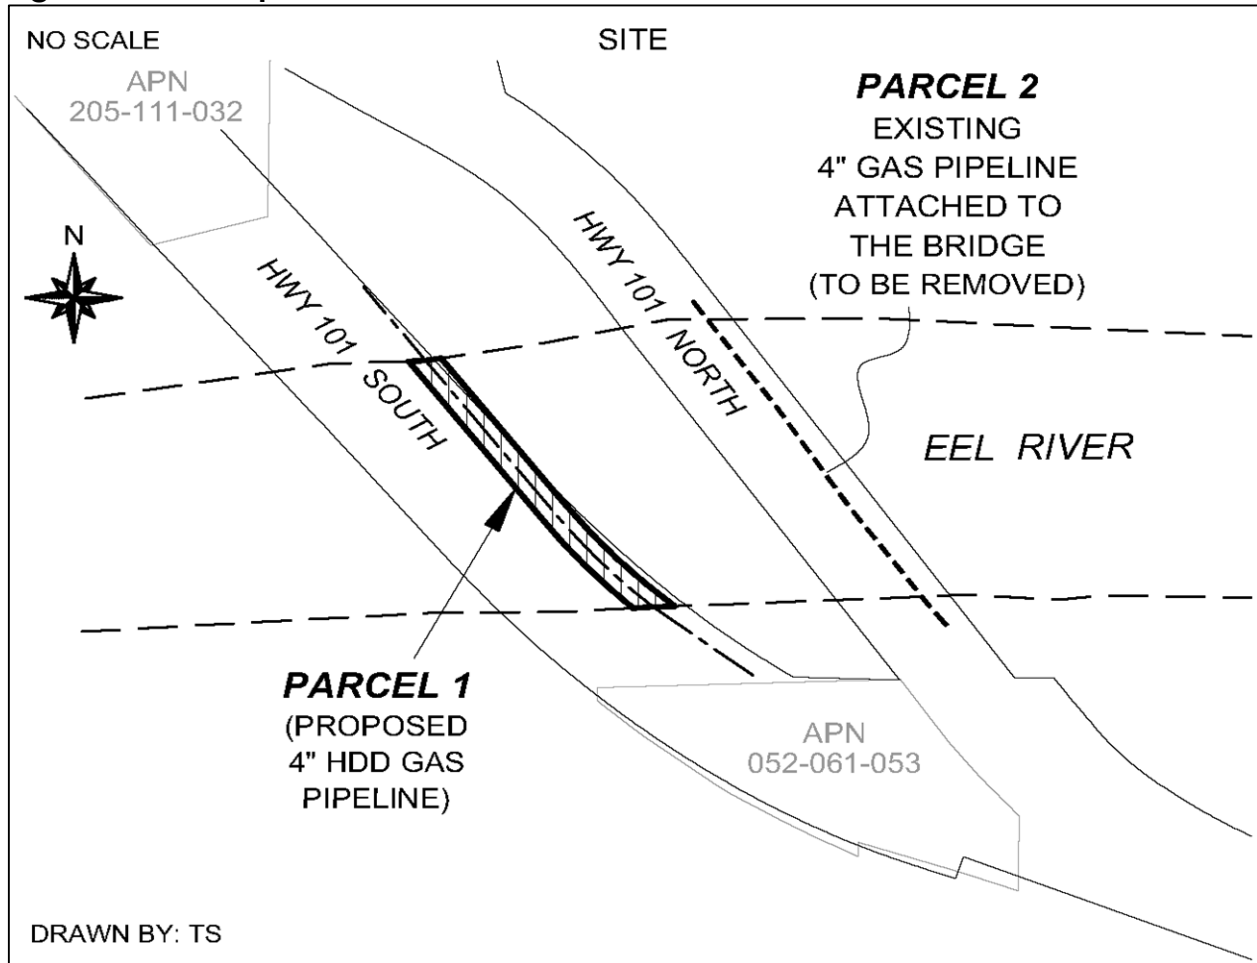 NO SCALE
SITE
APN
205-111-032
PARCEL 2
EXISTING
4" GAS PIPELINE
ATTACHED TO
THE BRIDGE
(TO BE REMOVED)
N
HWY 101
SOUTH
HWY 101
NORTH
EEL RIVER
PARCEL 1
(PROPOSED
4" HDD GAS
PIPELINE)
APN
052-061-053
DRAWN BY: TS